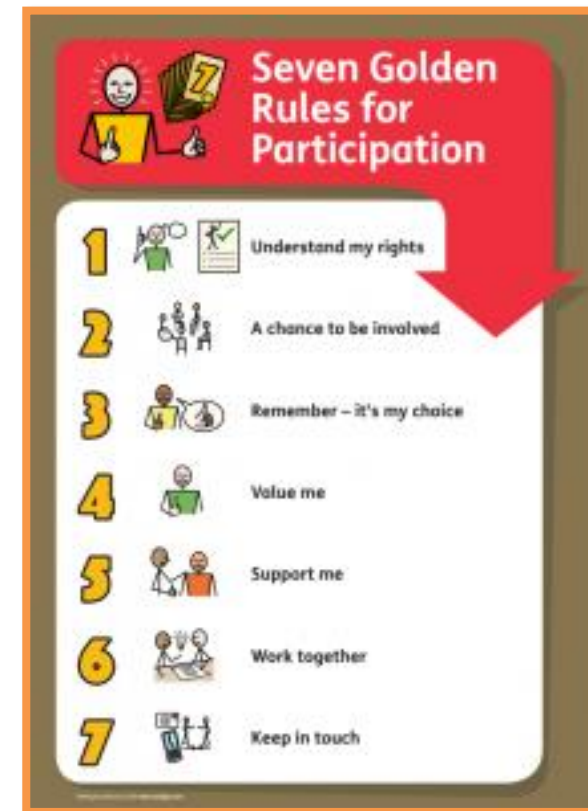 7
Seven Golden
Rules for
Participation
1 Understand my rights
2 A chance to be involved
3 Remember – it's my choice
4 Value me
5 Support me
6 Work together
7 Keep in touch